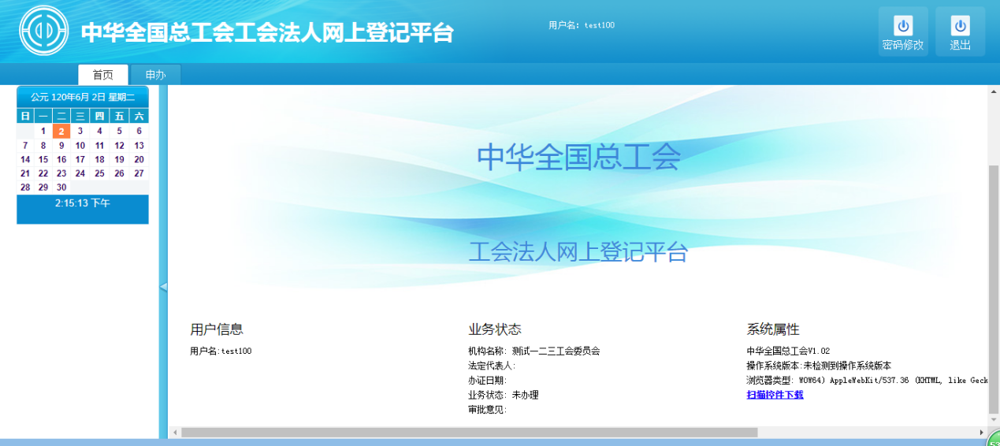 中华全国总工会工会法人网上登记平台
用户名: test100
密码修改
退出
首页
申办
公元 120年6月 2日 星期二
日 一 二 三 四 五 六
1 2 3 4 5 6
7 8 9 10 11 12 13
14 15 16 17 18 19 20
21 22 23 24 25 26 27
28 29 30
2:15:13 下午
中华全国总工会
工会法人网上登记平台
用户信息
用户名:test100
业务状态
机构名称: 测试一二三工会委员会
法定代表人:
办证日期:
业务状态: 未办理
审批意见:
系统属性
中华全国总工会V1.02
操作系统版本:未检测到操作系统版本
浏览器类型: WOW64) AppleWebKit/537.36 (KHTML, like Geck
扫描控件下载